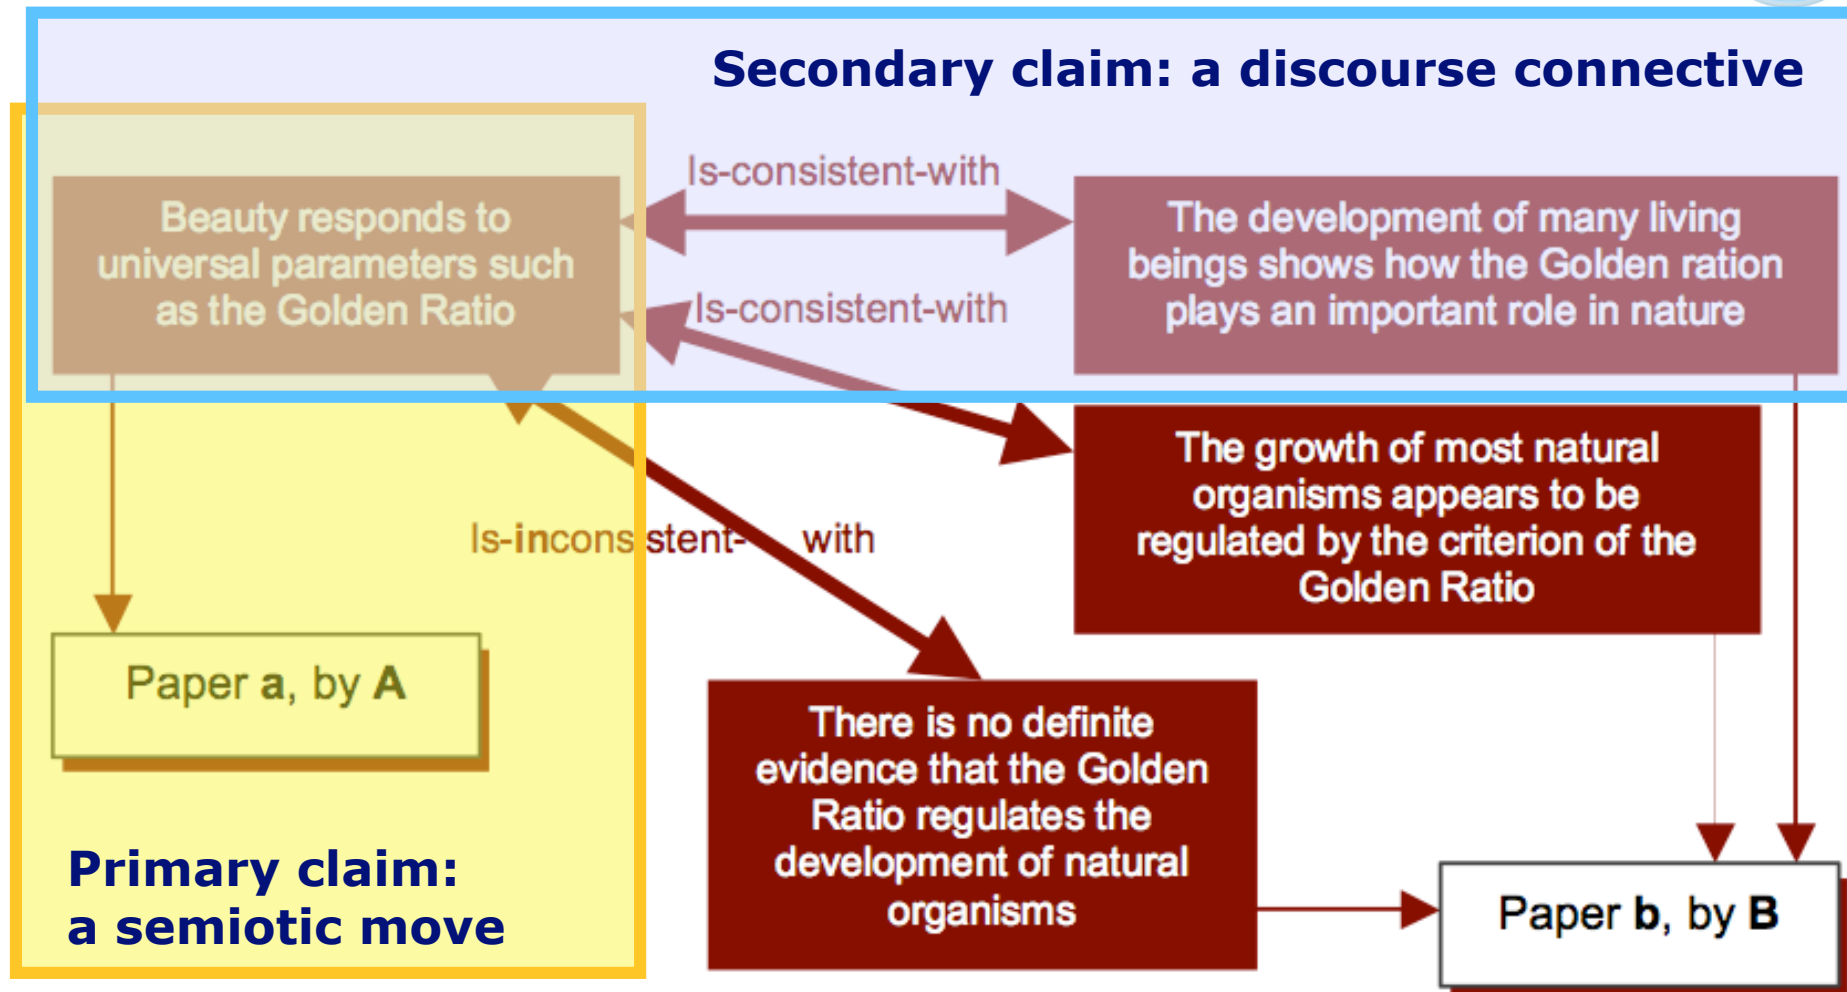 Secondary claim: a discourse connective
Is-consistent-with
Beauty responds to
universal parameters such
as the Golden Ratio
The development of many living
beings shows how the Golden ration
plays an important role in nature
Is-consistent-with
The growth of most natural
organisms appears to be
regulated by the criterion of the
Golden Ratio
Is-inconsistent- with
Paper a, by A
There is no definite
evidence that the Golden
Ratio regulates the
development of natural
organisms
Primary claim:
a semiotic move
Paper b, by B